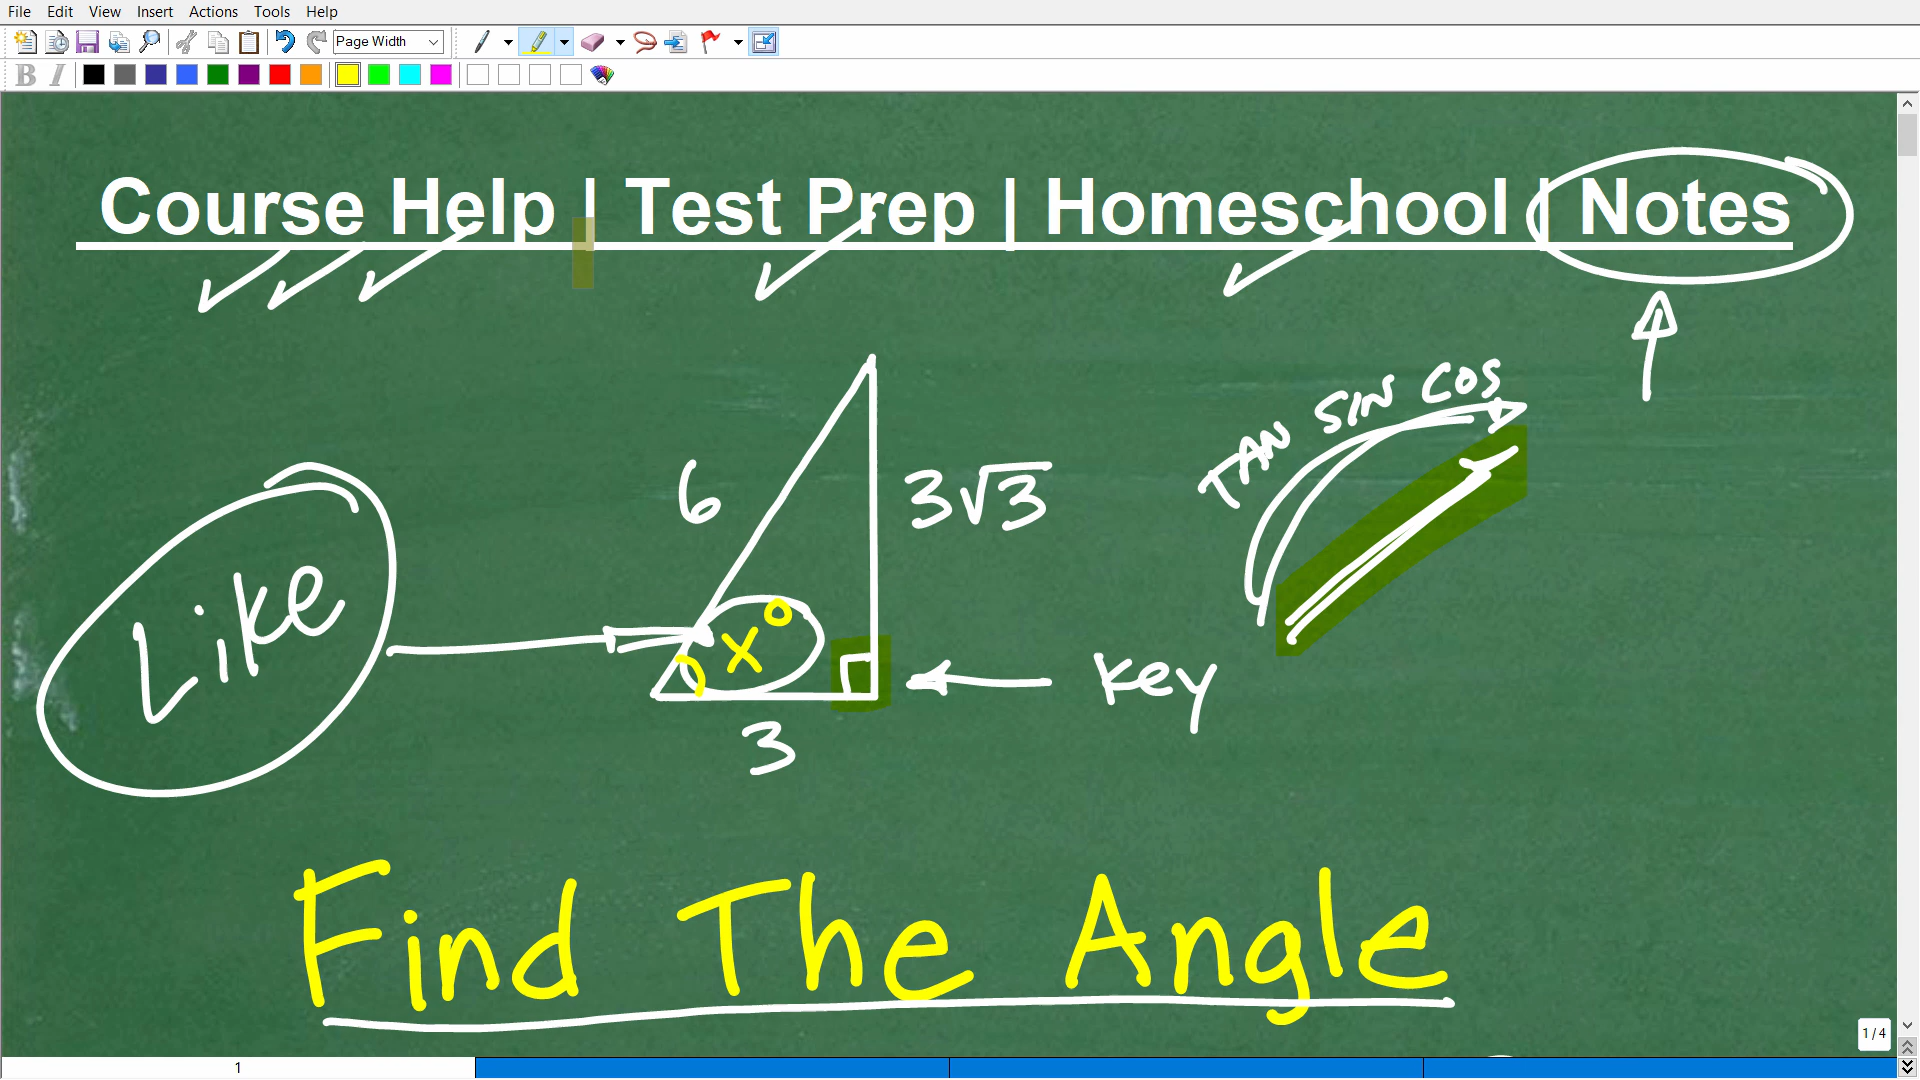 File Edit View Insert Actions Tools Help
Page Width
B I
Course Help | Test Prep | Homeschool | Notes
TAN SIN COS
6
3√3
Like
x°
key
3
Find The Angle
1 / 4
1